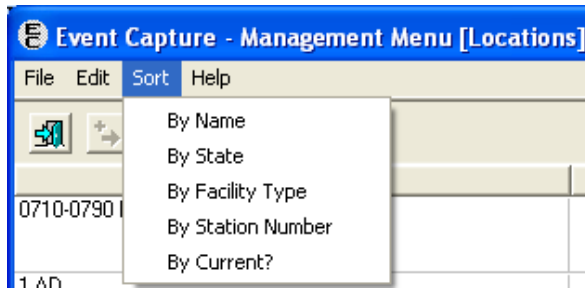 Event Capture - Management Menu [Locations]
File Edit Sort Help
By Name
By State
By Facility Type
By Station Number
By Current?
0710-0790
1 AD